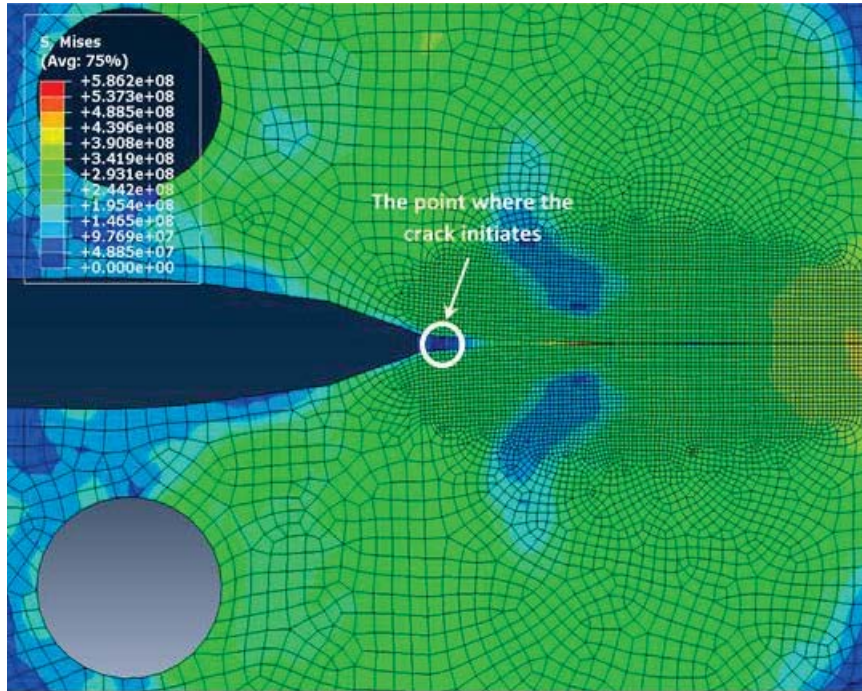 S, Mises
(Avg: 75%)
+5.862e+08
+5.373e+08
+4.885e+08
+4.396e+08
+3.908e+08
+3.419e+08
+2.931e+08
+2.442e+08
+1.954e+08
+1.465e+08
+9.769e+07
+4.885e+07
+0.000e+00
The point where the
crack initiates